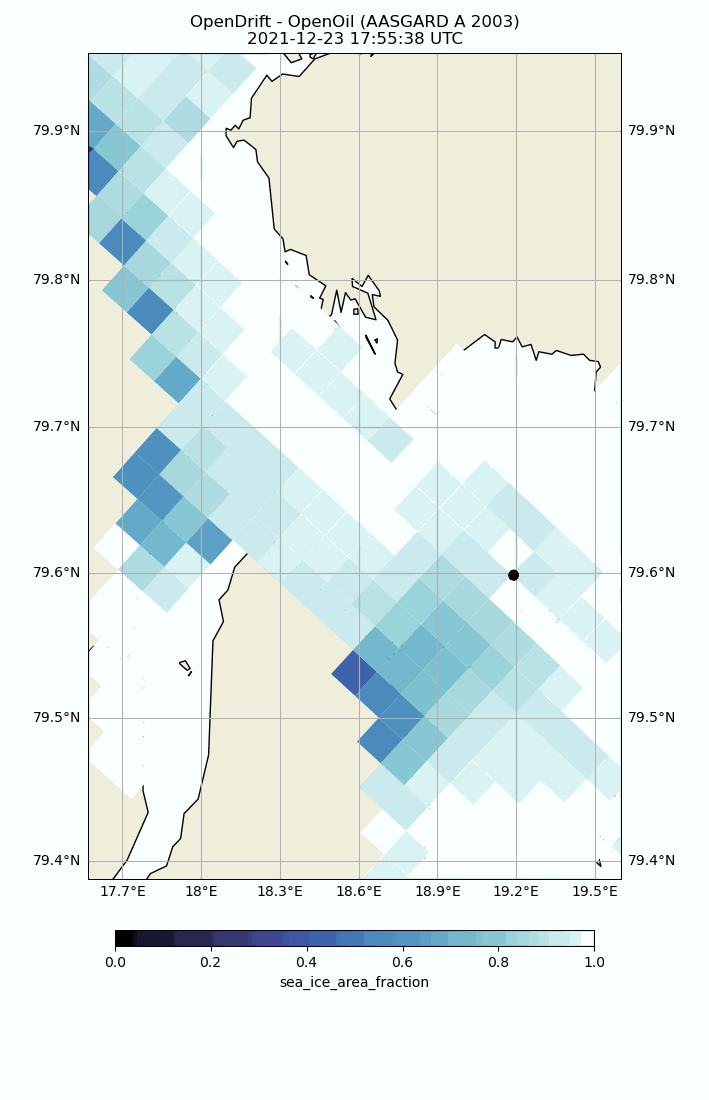 OpenDrift - OpenOil (AASGARD A 2003)
2021-12-23 17:55:38 UTC
79.9°N 79.9°N
79.8°N 79.8°N
79.7°N 79.7°N
79.6°N 79.6°N
79.5°N 79.5°N
79.4°N 79.4°N
17.7°E 18°E 18.3°E 18.6°E 18.9°E 19.2°E 19.5°E
0.0 0.2 0.4 0.6 0.8 1.0
sea_ice_area_fraction